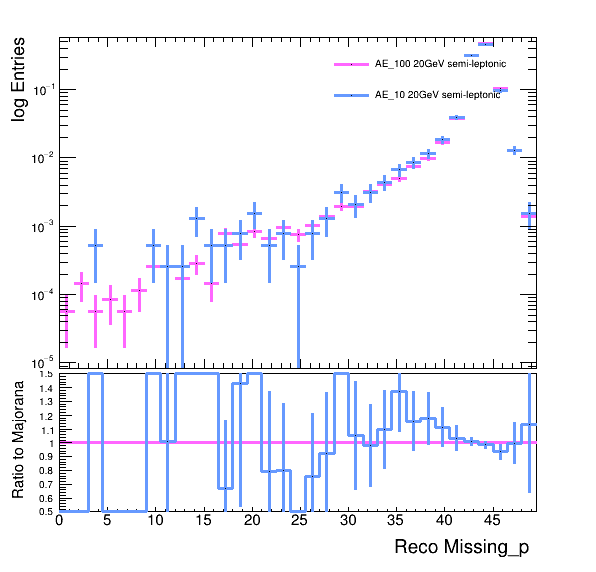 log Entries
AE_100 20GeV semi-leptonic
AE_10 20GeV semi-leptonic
10⁻¹
10⁻²
10⁻³
10⁻⁴
10⁻⁵
Ratio to Majorana
1.5
1.4
1.3
1.2
1.1
1
0.9
0.8
0.7
0.6
0.5
0 5 10 15 20 25 30 35 40 45
Reco Missing_p